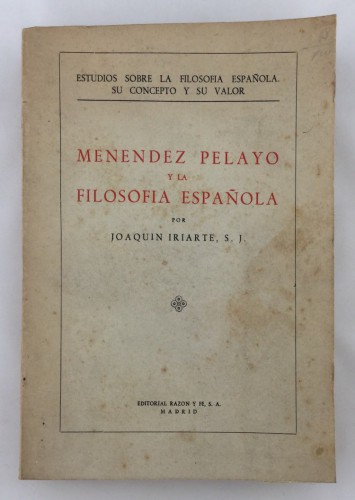 ESTUDIOS SOBRE LA FILOSOFIA ESPAÑOLA.
SU CONCEPTO Y SU VALOR
MENENDEZ PELAYO
Y LA
FILOSOFIA ESPAÑOLA
POR
JOAQUIN IRIARTE, S. J.
EDITORIAL RAZON Y FE, S. A.
MADRID